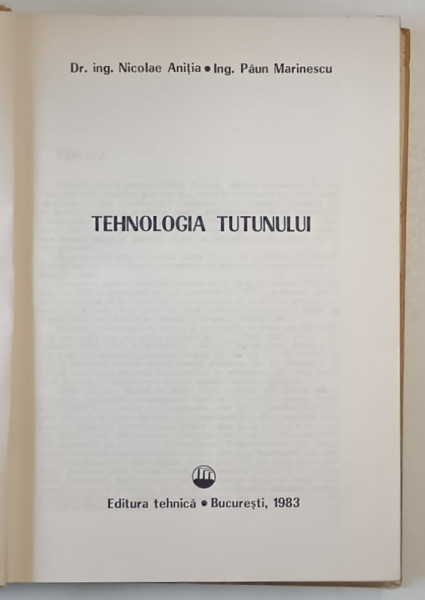 Dr. ing. Nicolae Aniția • Ing. Păun Marinescu
TEHNOLOGIA TUTUNULUI
Editura tehnică • București, 1983